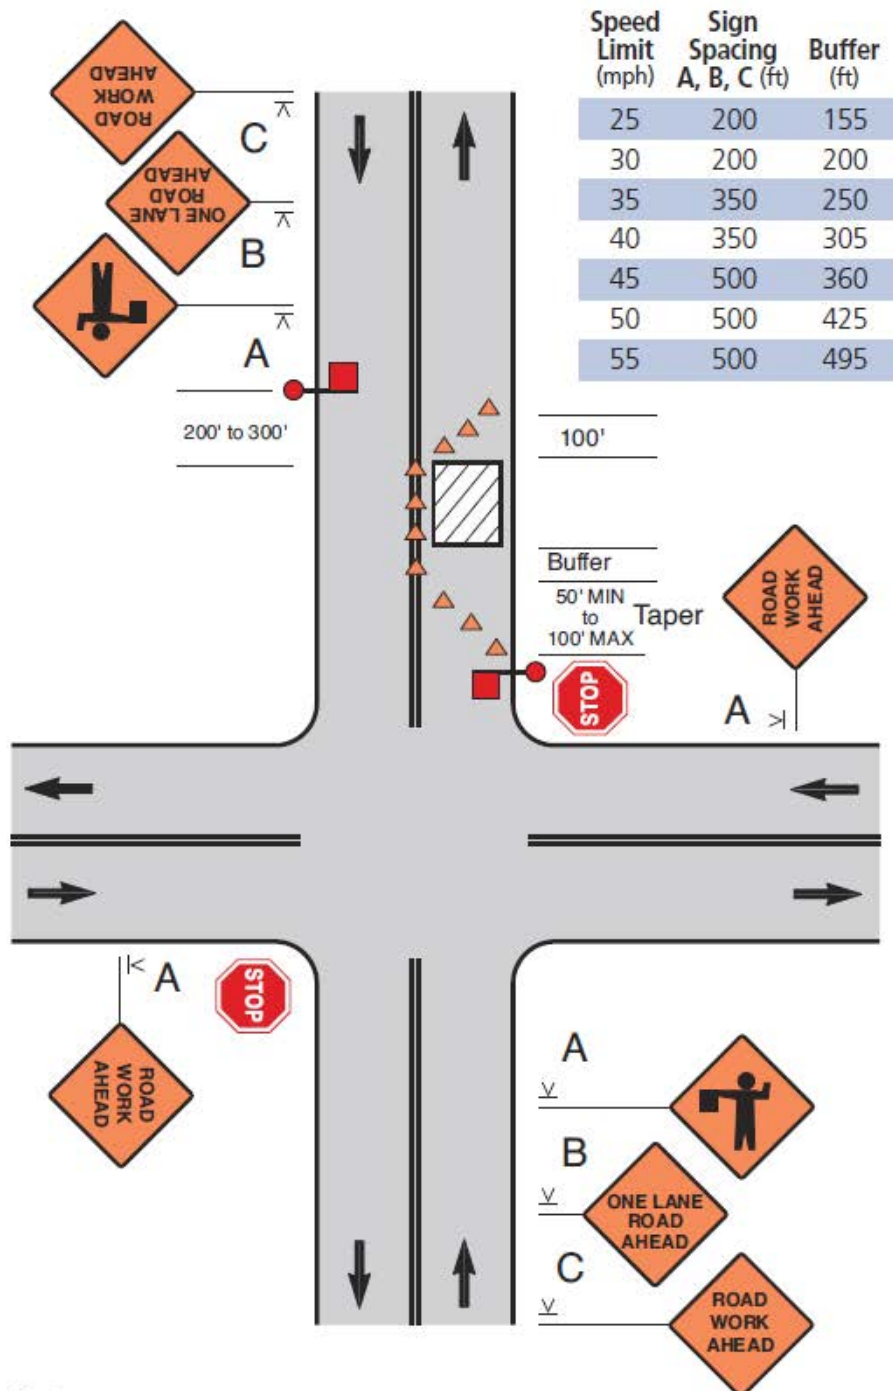 Speed Limit (mph) Sign Spacing A, B, C (ft) Buffer (ft)
25 200 155
30 200 200
35 350 250
40 350 305
45 500 360
50 500 425
55 500 495
ROAD
WORK
AHEAD
C
ONE LANE
ROAD
AHEAD
B
A
200' to 300'
100'
Buffer
50' MIN
to
100' MAX
Taper
STOP
ROAD
WORK
AHEAD
A
A
STOP
ROAD
WORK
AHEAD
A
B
ONE LANE
ROAD
AHEAD
C
ROAD
WORK
AHEAD